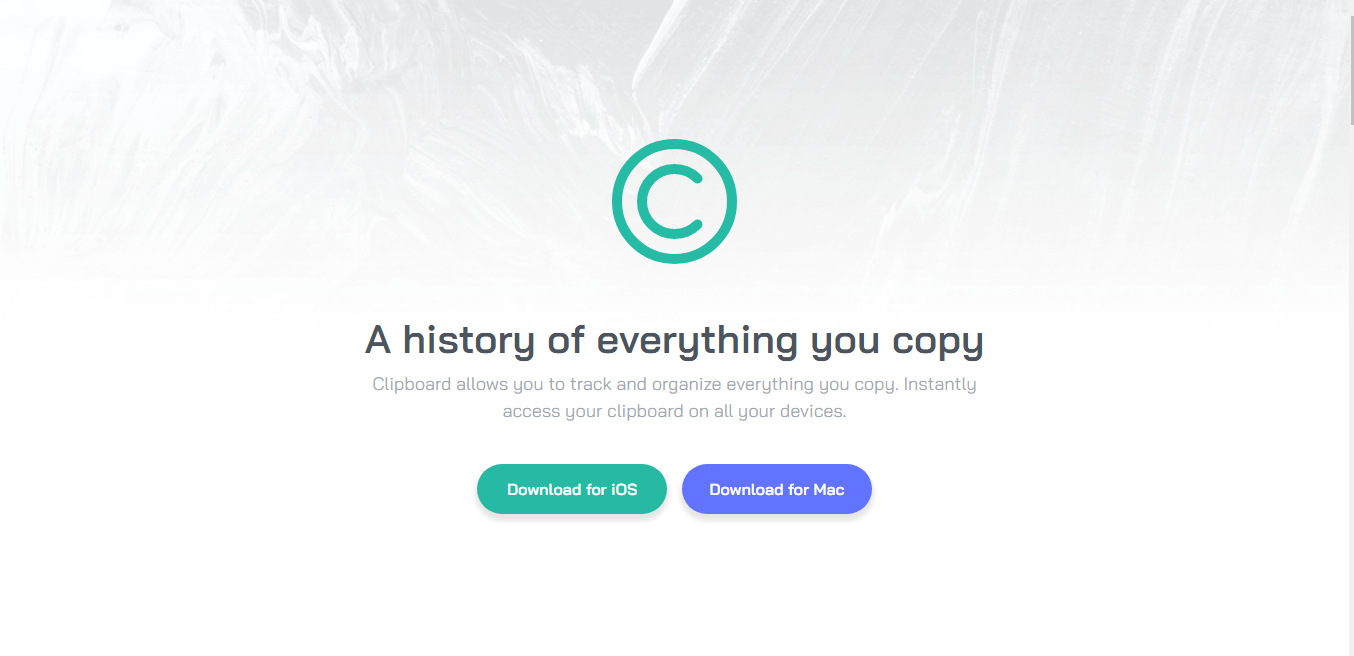 A history of everything you copy
Clipboard allows you to track and organize everything you copy. Instantly
access your clipboard on all your devices.
Download for iOS
Download for Mac